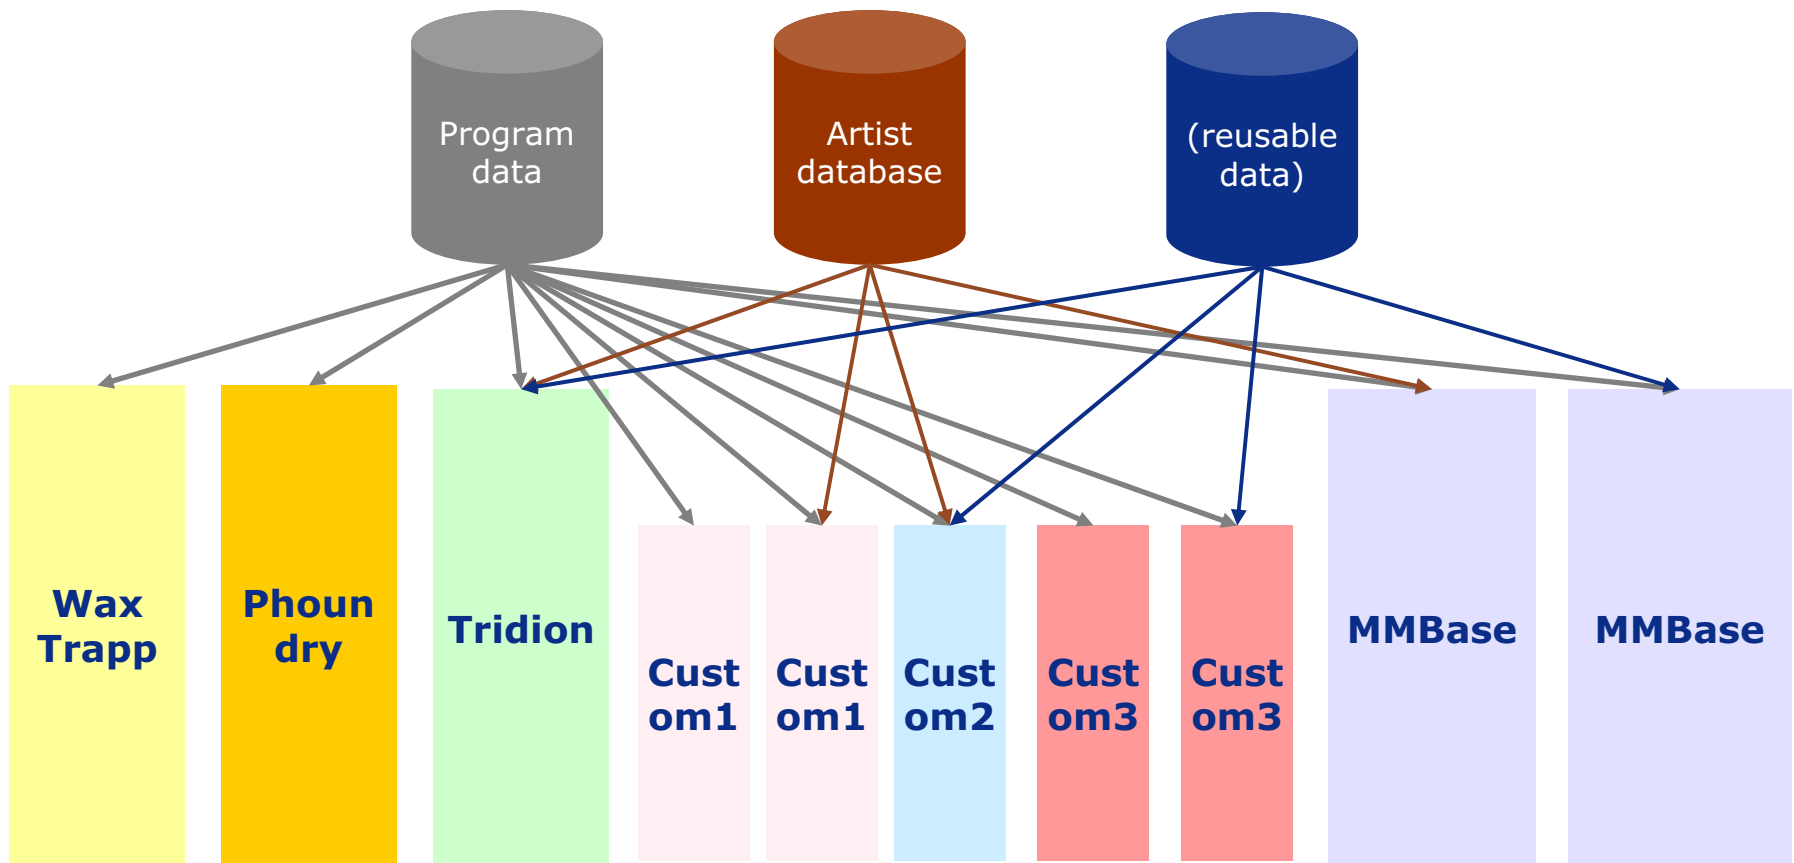 Program
data
Artist
database
(reusable
data)
Wax
Trapp
Phoun
dry
Tridion
Cust
om1
Cust
om1
Cust
om2
Cust
om3
Cust
om3
MMBase
MMBase